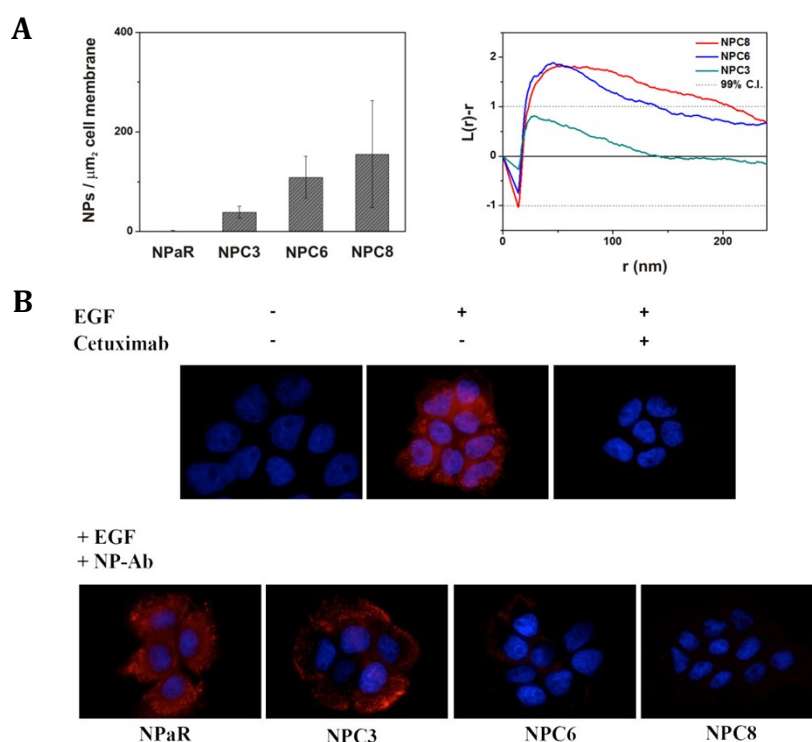 A
NPs / μm₂ cell membrane
400
200
0
NPaR NPC3 NPC6 NPC8
L(r)-r
2
1
0
-1
NPC8
NPC6
NPC3
99% C.I.
0 100 200
r (nm)
B
EGF - + +
Cetuximab - - +
+ EGF
+ NP-Ab
NPaR NPC3 NPC6 NPC8